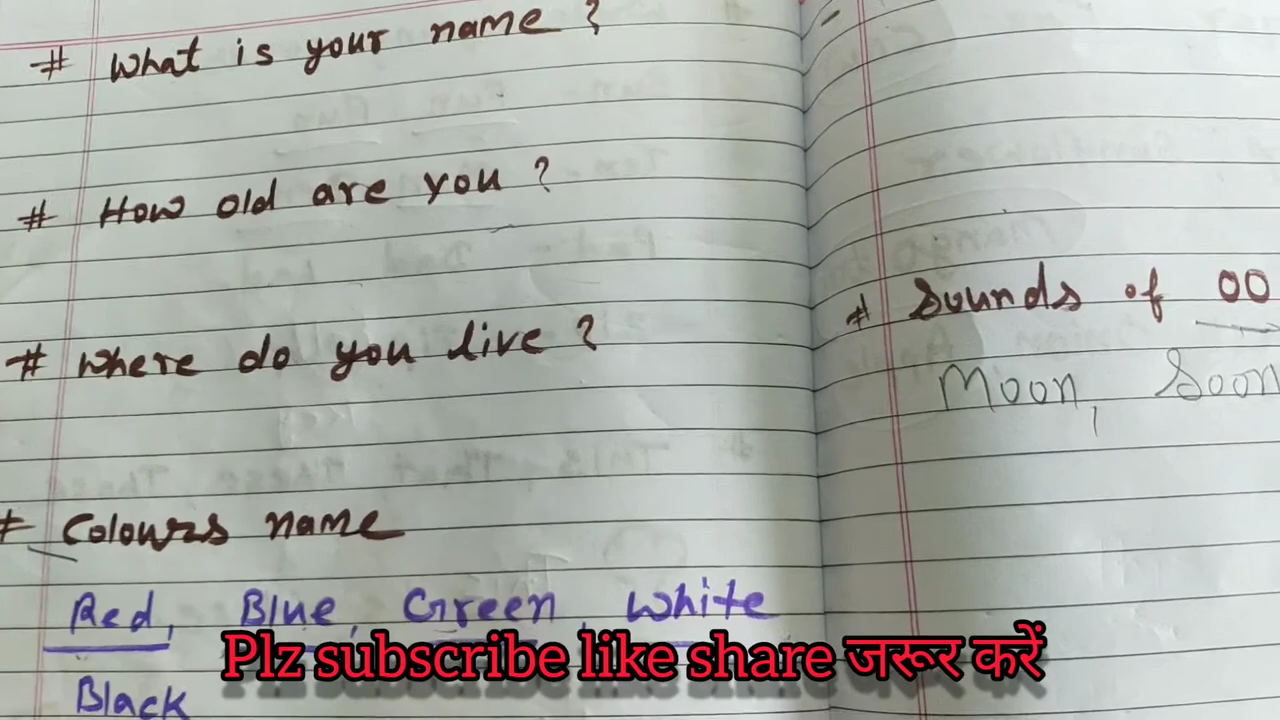 # What is your name ?
# How old are you ?
# Where do you live ?
# Colours name
Red, Blue, Green, White
Black
# Sounds of OO
Moon, Soon
Plz subscribe like share जरूर करें